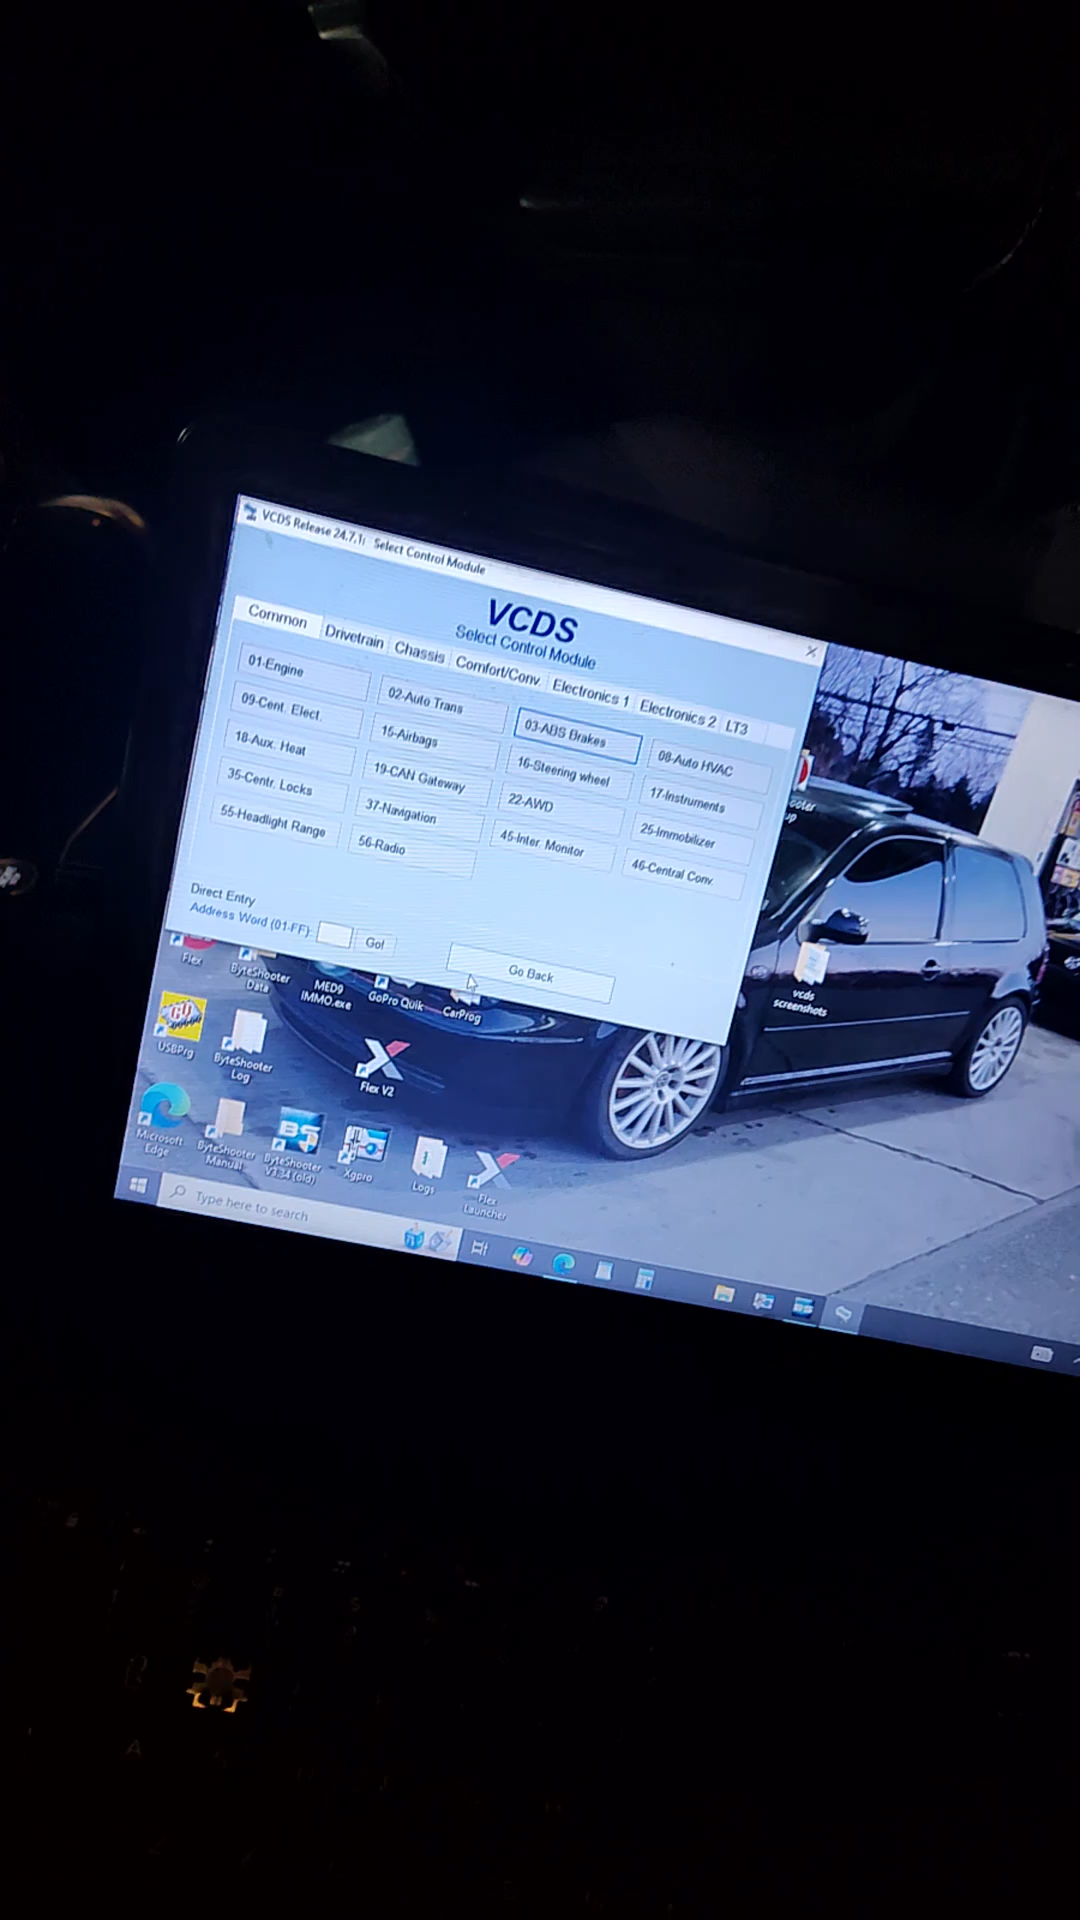 VCDS Release 24.7.1: Select Control Module
VCDS
Select Control Module
Common
Drivetrain
Chassis
Comfort/Conv.
Electronics 1
Electronics 2
LT3
01-Engine
02-Auto Trans
03-ABS Brakes
08-Auto HVAC
09-Cent. Elect.
15-Airbags
16-Steering wheel
17-Instruments
18-Aux. Heat
19-CAN Gateway
22-AWD
25-Immobilizer
35-Centr. Locks
37-Navigation
45-Inter. Monitor
46-Central Conv.
55-Headlight Range
56-Radio
Direct Entry
Address Word (01-FF):
Go!
Go Back
Flex
ByteShooter
Data
MED9
IMMO.exe
GoPro Quik
CarProg
vcds
screenshots
USBPrg
ByteShooter
Log
Flex V2
Microsoft
Edge
ByteShooter
Manual
BS
ByteShooter
V3.34 (old)
Xgpro
Logs
Flex
Launcher
Type here to search